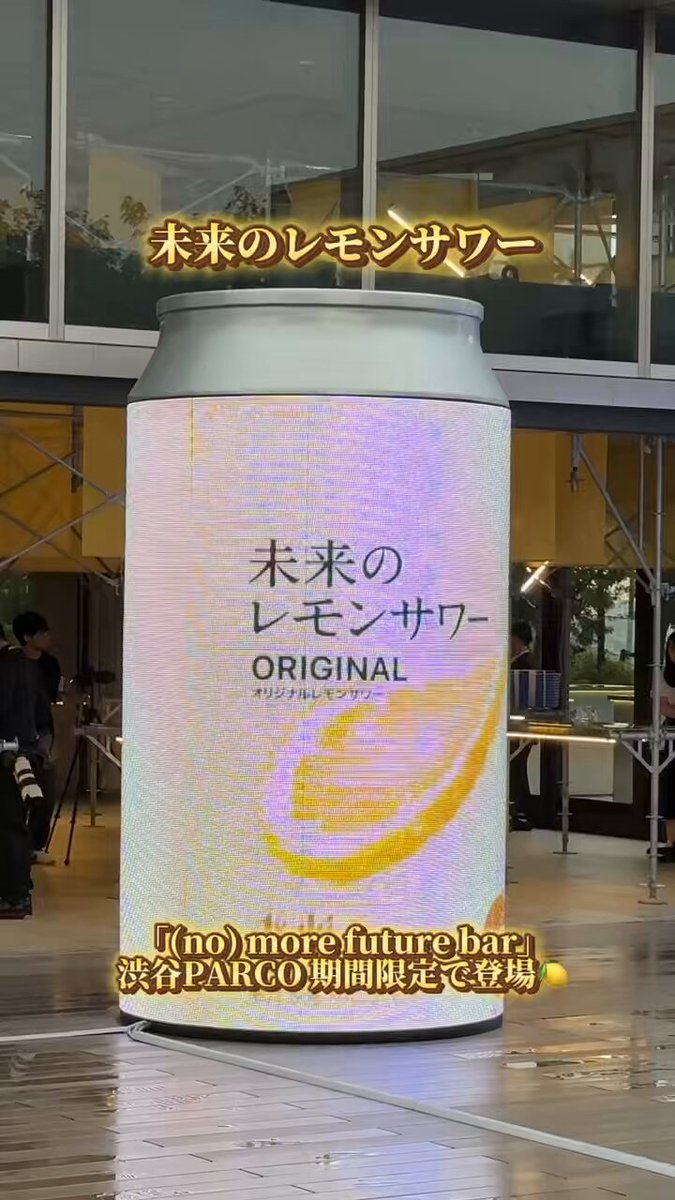 未来のレモンサワー
未来の
レモンサワー
ORIGINAL
オリジナルレモンサワー
「(no) more future bar」
渋谷PARCO 期間限定で登場🍋